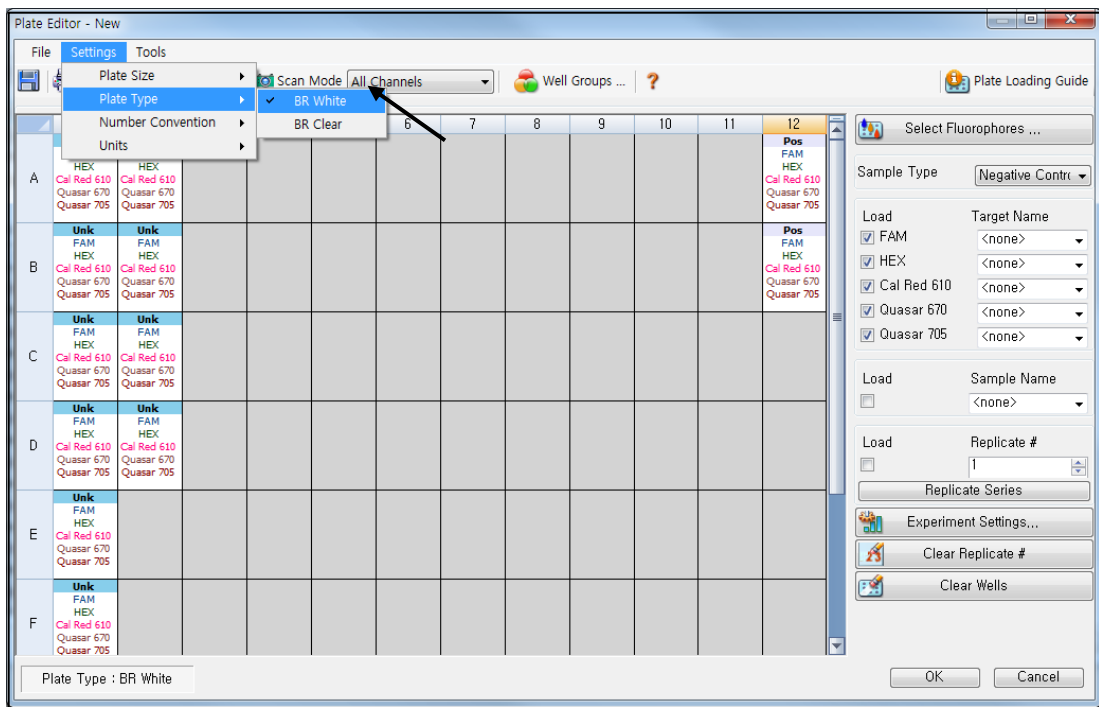 Plate Editor - New
File Settings Tools
Scan Mode All Channels Well Groups ... ? Plate Loading Guide
Plate Size
Plate Type
Number Convention
Units
BR White
BR Clear
6 7 8 9 10 11 12
A
HEX HEX
Cal Red 610 Cal Red 610
Quasar 670 Quasar 670
Quasar 705 Quasar 705
Pos
FAM
HEX
Cal Red 610
Quasar 670
Quasar 705
B
Unk Unk
FAM FAM
HEX HEX
Cal Red 610 Cal Red 610
Quasar 670 Quasar 670
Quasar 705 Quasar 705
Pos
FAM
HEX
Cal Red 610
Quasar 670
Quasar 705
C
Unk Unk
FAM FAM
HEX HEX
Cal Red 610 Cal Red 610
Quasar 670 Quasar 670
Quasar 705 Quasar 705
D
Unk Unk
FAM FAM
HEX HEX
Cal Red 610 Cal Red 610
Quasar 670 Quasar 670
Quasar 705 Quasar 705
E
Unk
FAM
HEX
Cal Red 610
Quasar 670
Quasar 705
F
Unk
FAM
HEX
Cal Red 610
Quasar 670
Quasar 705
Select Fluorophores ...
Sample Type Negative Contrc
Load Target Name
FAM <none>
HEX <none>
Cal Red 610 <none>
Quasar 670 <none>
Quasar 705 <none>
Load Sample Name
<none>
Load Replicate #
1
Replicate Series
Experiment Settings...
Clear Replicate #
Clear Wells
Plate Type : BR White
OK Cancel